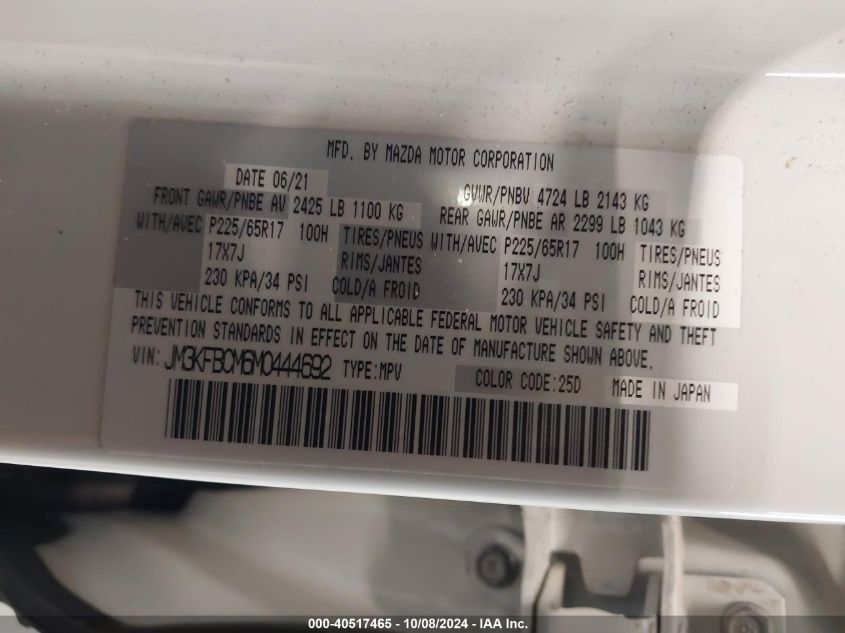 MFD. BY MAZDA MOTOR CORPORATION
DATE 06/21 GVWR/PNBV 4724 LB 2143 KG
FRONT GAWR/PNBE AV 2425 LB 1100 KG REAR GAWR/PNBE AR 2299 LB 1043 KG
WITH/AVEC P225/65R17 100H TIRES/PNEUS WITH/AVEC P225/65R17 100H TIRES/PNEUS
17X7J RIMS/JANTES 17X7J RIMS/JANTES
230 KPA/34 PSI COLD/A FROID 230 KPA/34 PSI COLD/A FROID
THIS VEHICLE CONFORMS TO ALL APPLICABLE FEDERAL MOTOR VEHICLE SAFETY AND THEFT
PREVENTION STANDARDS IN EFFECT ON THE DATE OF MANUFACTURE SHOWN ABOVE.
VIN: JM3KFBCM6M0444692 TYPE:MPV COLOR CODE:25D MADE IN JAPAN
000-40517465 - 10/08/2024 - IAA Inc.